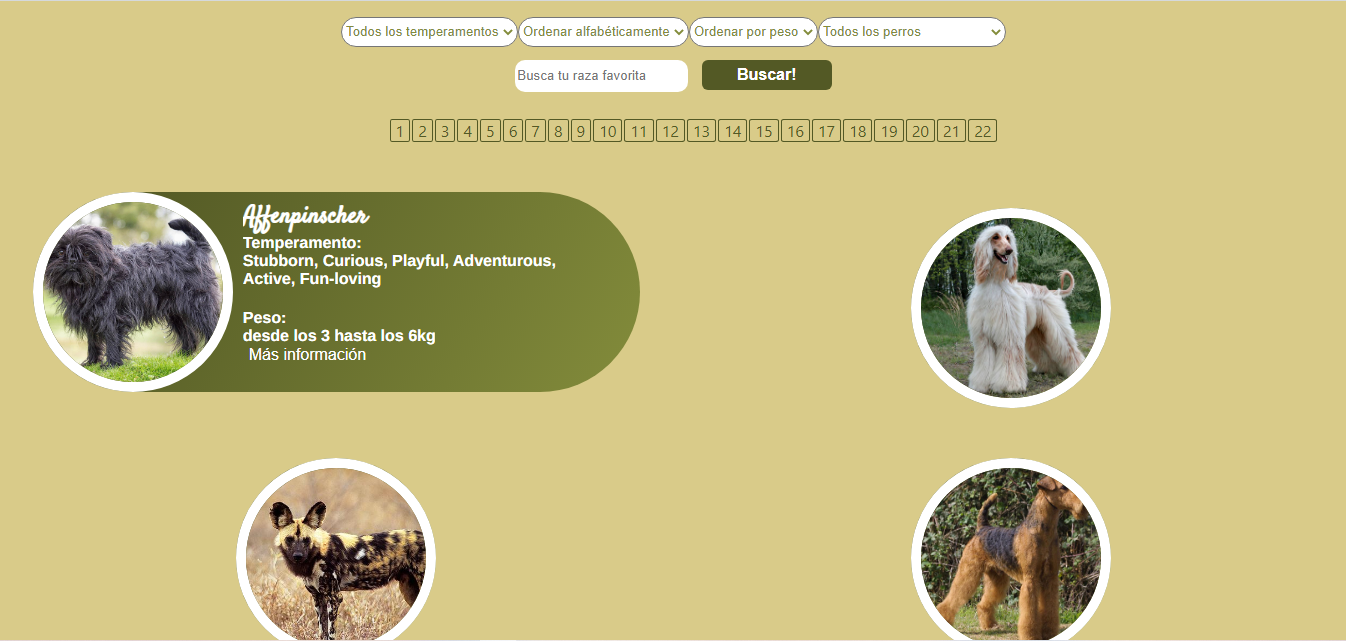 Todos los temperamentos Ordenar alfabéticamente Ordenar por peso Todos los perros
Busca tu raza favorita Buscar!
1 2 3 4 5 6 7 8 9 10 11 12 13 14 15 16 17 18 19 20 21 22
Affenpinscher
Temperamento:
Stubborn, Curious, Playful, Adventurous,
Active, Fun-loving
Peso:
desde los 3 hasta los 6kg
Más información